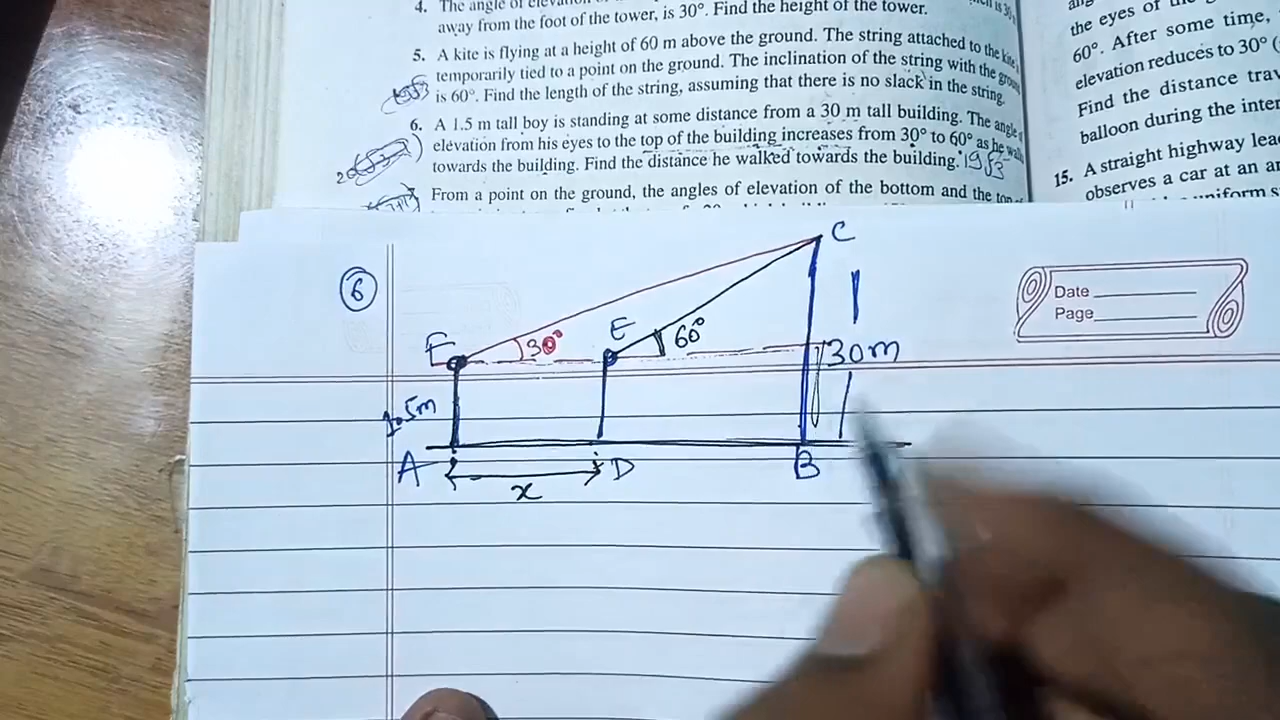 4. The angle of
away from the foot of the tower, is 30°. Find the height of the tower.
5. A kite is flying at a height of 60 m above the ground. The string attached to the kite
temporarily tied to a point on the ground. The inclination of the string with the
is 60°. Find the length of the string, assuming that there is no slack in the string.
6. A 1.5 m tall boy is standing at some distance from a 30 m tall building. The angle
elevation from his eyes to the top of the building increases from 30° to 60° as he
towards the building. Find the distance he walked towards the building. 19√3
From a point on the ground, the angles of elevation of the bottom and the top
the eyes of
60°. After some time,
elevation reduces to 30°
Find the distance
balloon during the
15. A straight highway
observes a car at an
uniform
6
C
E
60°
30°
30m
1.5m
A
D
B
x
Date
Page